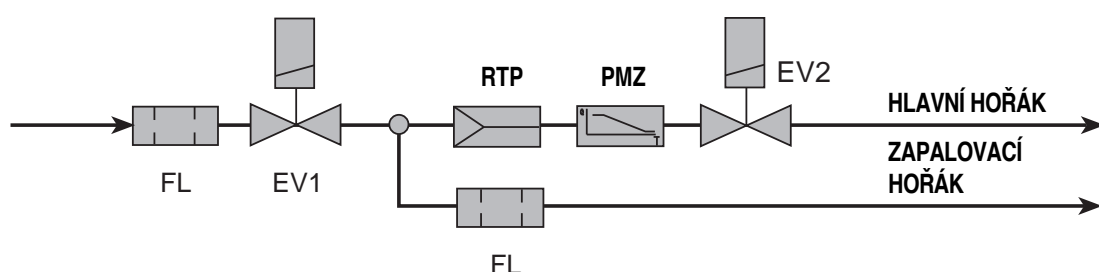 RTP
PMZ
EV2
Q
T
HLAVNÍ HOŘÁK
ZAPALOVACÍ
HOŘÁK
FL
EV1
FL